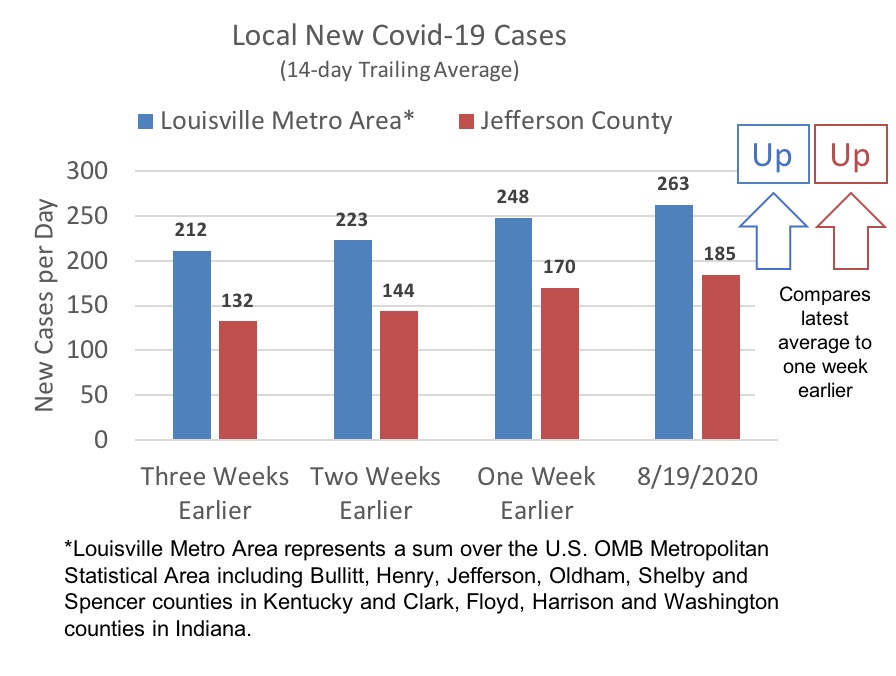 Local New Covid-19 Cases
(14-day Trailing Average)
Louisville Metro Area* Jefferson County
Up Up
New Cases per Day
300
250
200
150
100
50
0
212
132
223
144
248
170
263
185
Compares
latest
average to
one week
earlier
Three Weeks
Earlier
Two Weeks
Earlier
One Week
Earlier
8/19/2020
*Louisville Metro Area represents a sum over the U.S. OMB Metropolitan
Statistical Area including Bullitt, Henry, Jefferson, Oldham, Shelby and
Spencer counties in Kentucky and Clark, Floyd, Harrison and Washington
counties in Indiana.